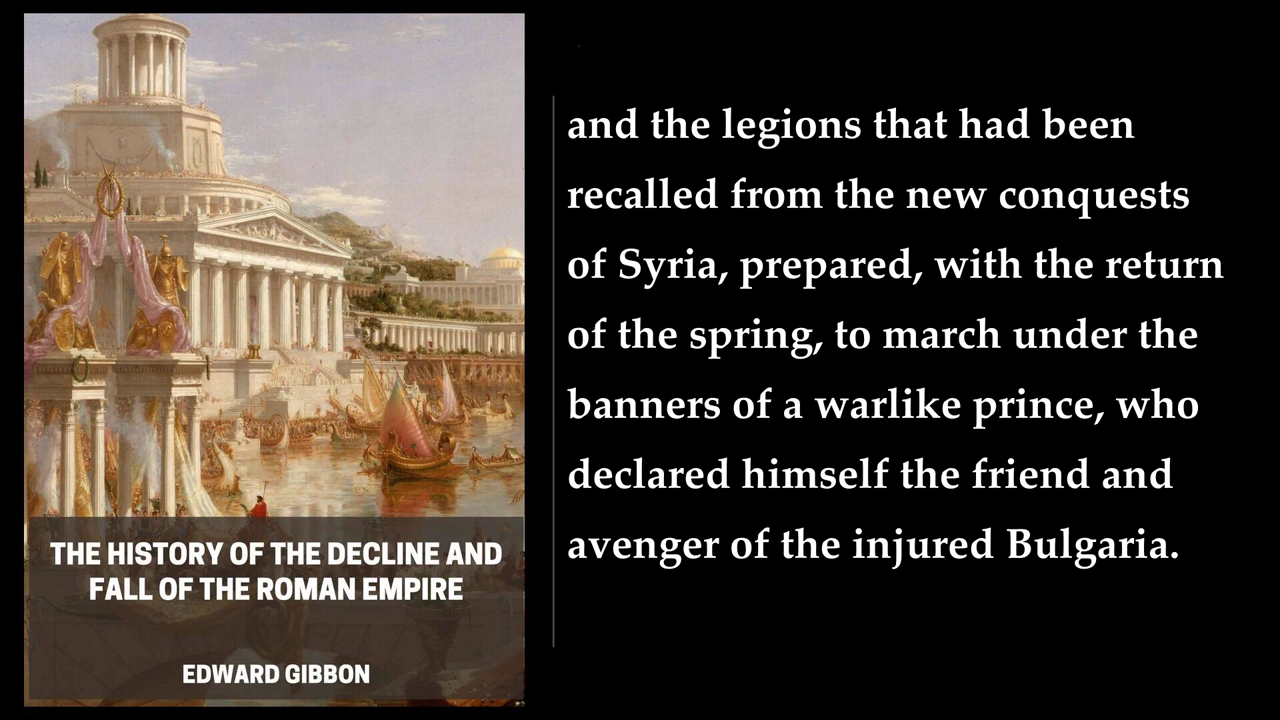 THE HISTORY OF THE DECLINE AND
FALL OF THE ROMAN EMPIRE
EDWARD GIBBON
and the legions that had been
recalled from the new conquests
of Syria, prepared, with the return
of the spring, to march under the
banners of a warlike prince, who
declared himself the friend and
avenger of the injured Bulgaria.